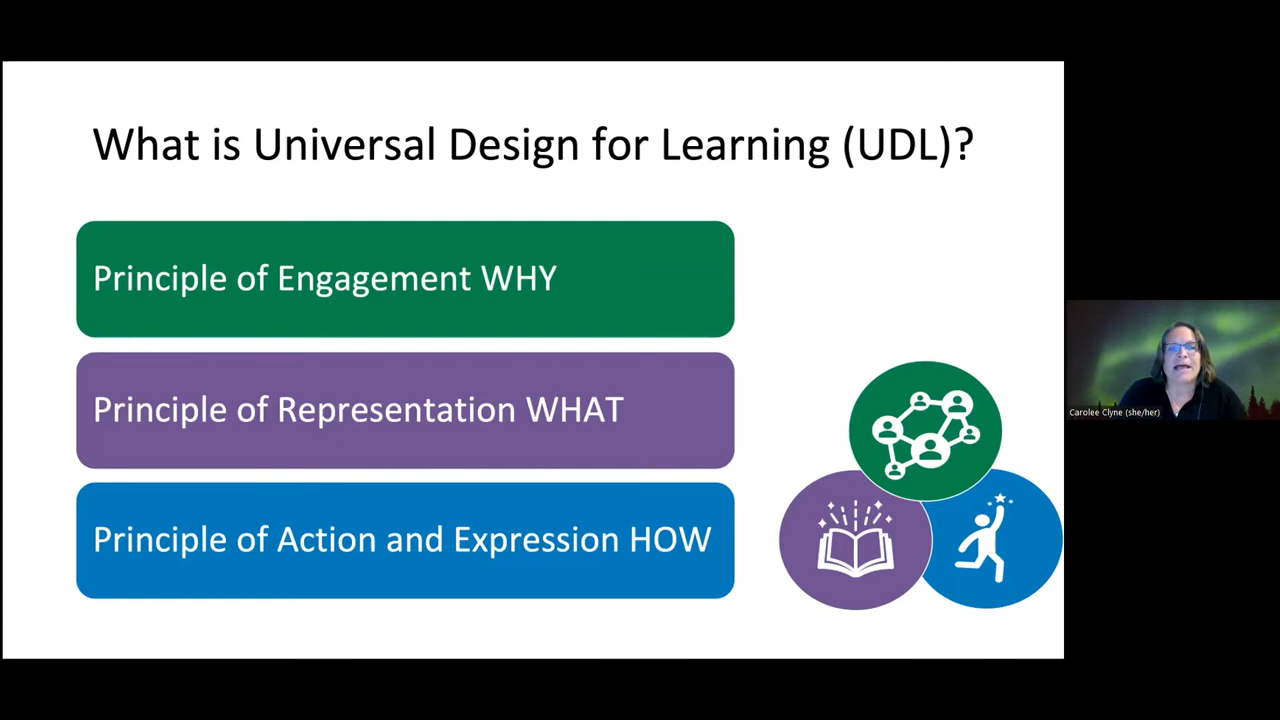 What is Universal Design for Learning (UDL)?
Principle of Engagement WHY
Principle of Representation WHAT
Principle of Action and Expression HOW
Carolee Clyne (she/her)